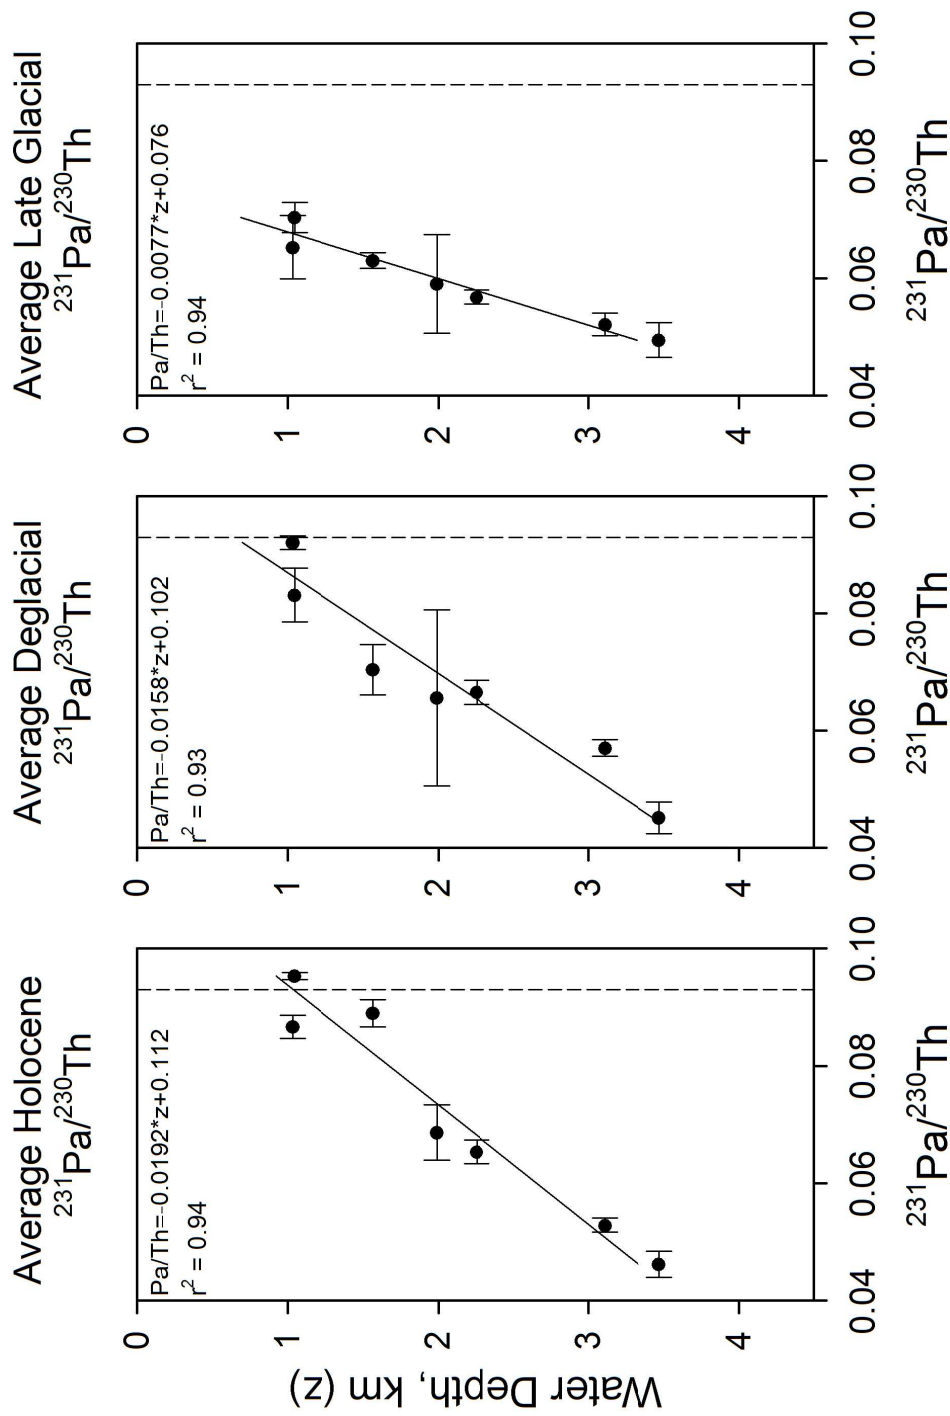 Average Holocene
²³¹Pa/²³⁰Th
Average Deglacial
²³¹Pa/²³⁰Th
Average Late Glacial
²³¹Pa/²³⁰Th
Water Depth, km (z)
0
1
2
3
4
Pa/Th=-0.0192*z+0.112
r² = 0.94
0.04 0.06 0.08 0.10
²³¹Pa/²³⁰Th
0
1
2
3
4
Pa/Th=-0.0158*z+0.102
r² = 0.93
0.04 0.06 0.08 0.10
²³¹Pa/²³⁰Th
0
1
2
3
4
Pa/Th=-0.0077*z+0.076
r² = 0.94
0.04 0.06 0.08 0.10
²³¹Pa/²³⁰Th